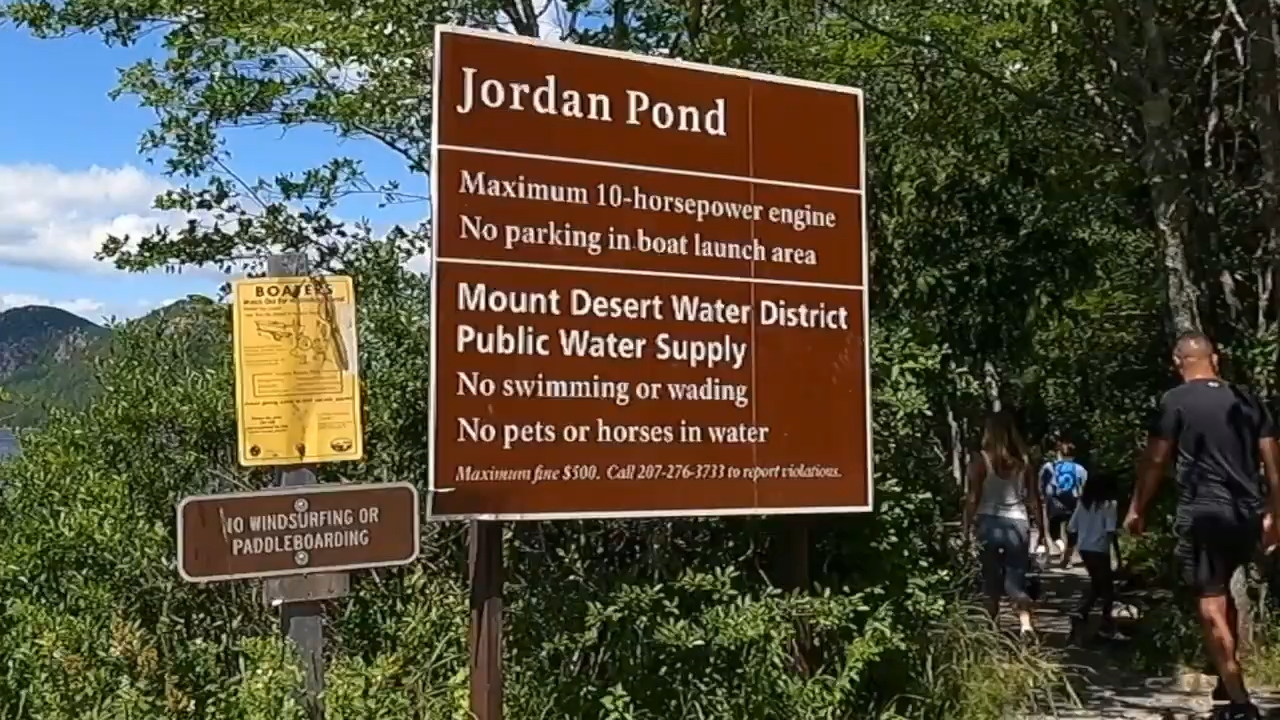 Jordan Pond
Maximum 10-horsepower engine
No parking in boat launch area
Mount Desert Water District
Public Water Supply
No swimming or wading
No pets or horses in water
Maximum fine $500. Call 207-276-3733 to report violations.
BOATERS
NO WINDSURFING OR
PADDLEBOARDING